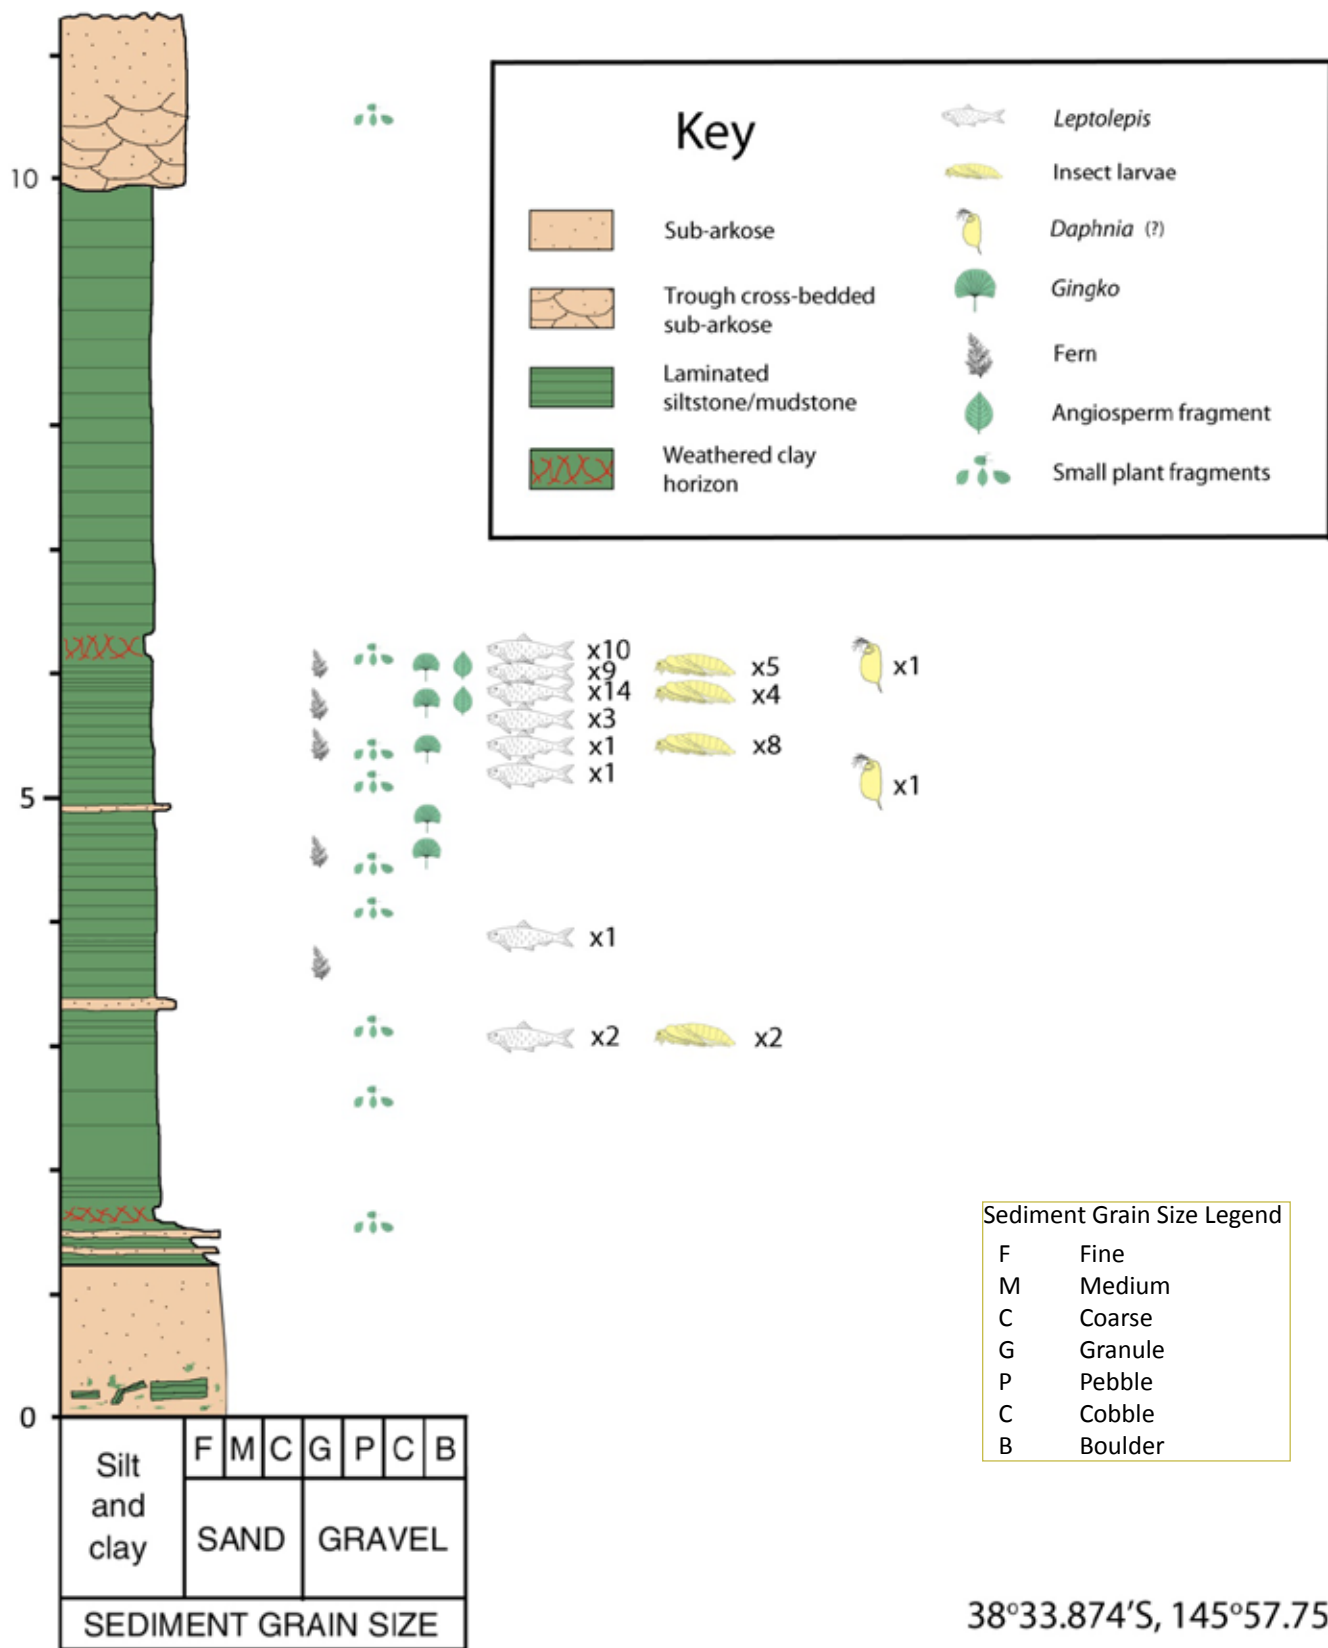 10
5
0
Key
Sub-arkose
Trough cross-bedded
sub-arkose
Laminated
siltstone/mudstone
Weathered clay
horizon
Leptolepis
Insect larvae
Daphnia (?)
Gingko
Fern
Angiosperm fragment
Small plant fragments
x10
x9
x5
x1
x14
x4
x3
x1
x8
x1
x1
x1
x2
x2
Sediment Grain Size Legend
F Fine
M Medium
C Coarse
G Granule
P Pebble
C Cobble
B Boulder
Silt
and
clay
F M C G P C B
SAND GRAVEL
SEDIMENT GRAIN SIZE
38°33.874'S, 145°57.75